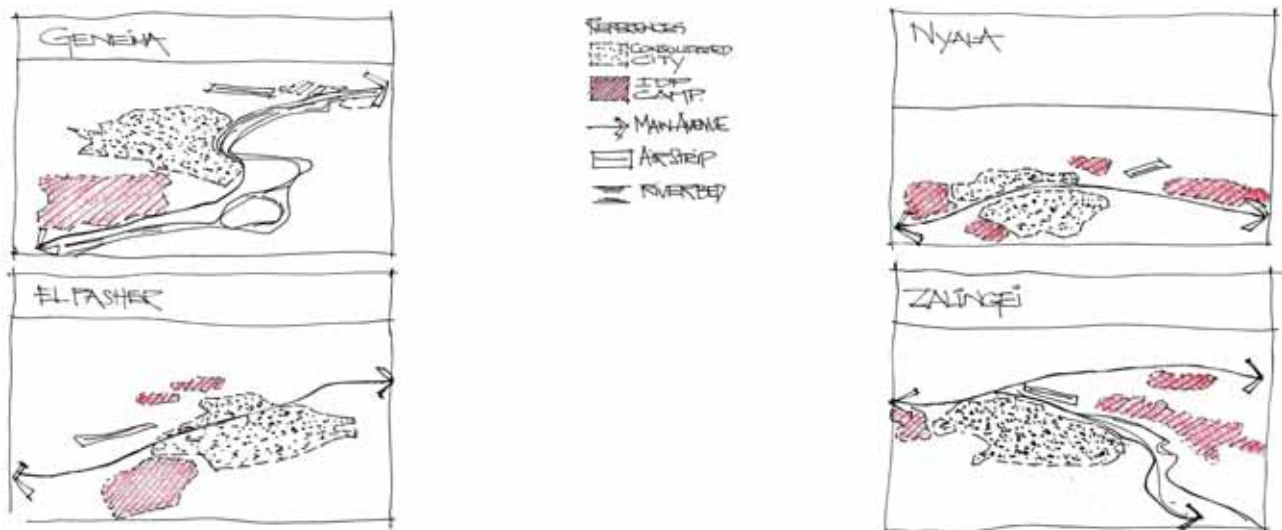 GENEINA
REFERENCES
CONSOLIDATED
CITY
IDP
CAMP.
MAIN AVENUE
AIRSTRIP
RIVERBED
NYALA
EL FASHER
ZALINGEI